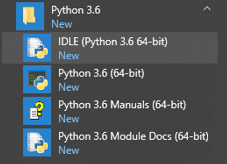 Python 3.6
New
IDLE (Python 3.6 64-bit)
New
Python 3.6 (64-bit)
New
Python 3.6 Manuals (64-bit)
New
Python 3.6 Module Docs (64-bit)
New